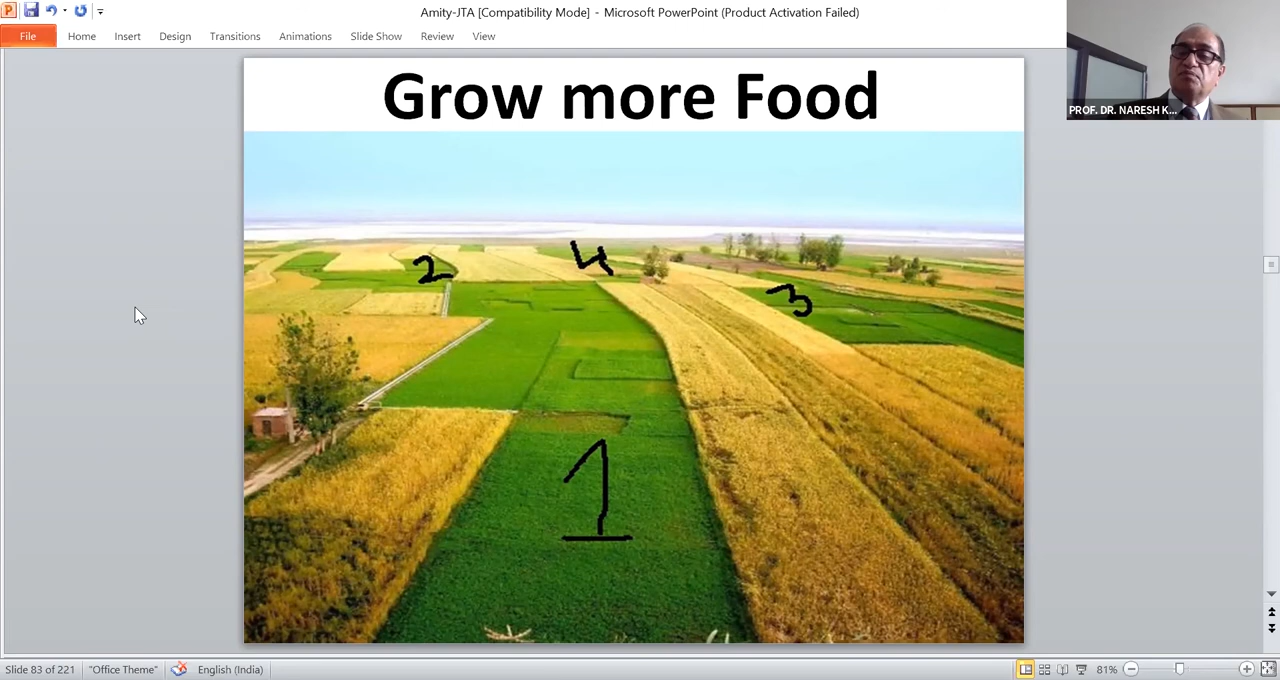 Amity-JTA [Compatibility Mode] - Microsoft PowerPoint (Product Activation Failed)
File Home Insert Design Transitions Animations Slide Show Review View
PROF. DR. NARESH K...
Grow more Food
2 4
3
1
Slide 83 of 221 "Office Theme" English (India) 81%